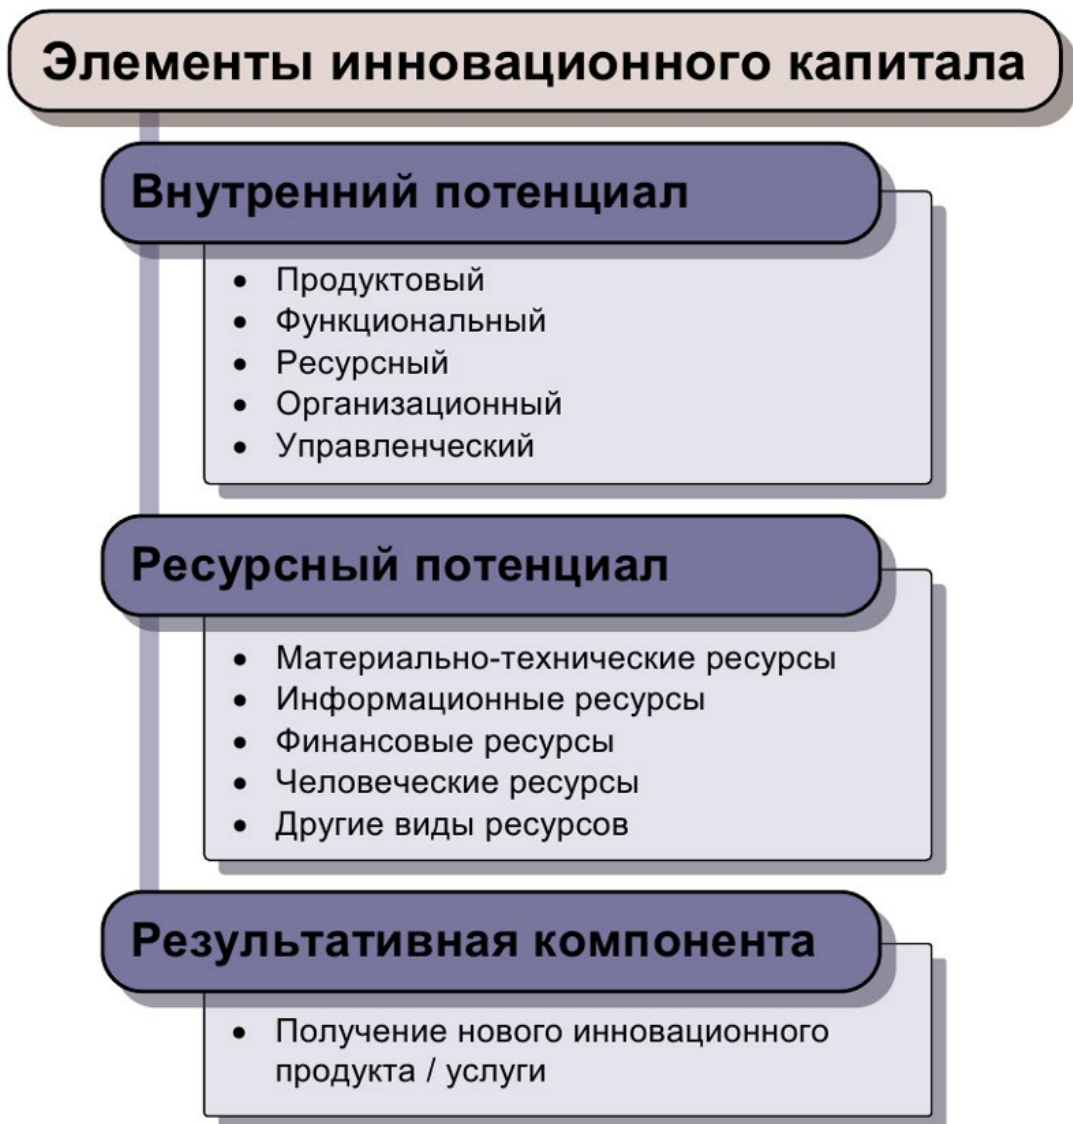 Элементы инновационного капитала
Внутренний потенциал
• Продуктовый
• Функциональный
• Ресурсный
• Организационный
• Управленческий
Ресурсный потенциал
• Материально-технические ресурсы
• Информационные ресурсы
• Финансовые ресурсы
• Человеческие ресурсы
• Другие виды ресурсов
Результативная компонента
• Получение нового инновационного
продукта / услуги